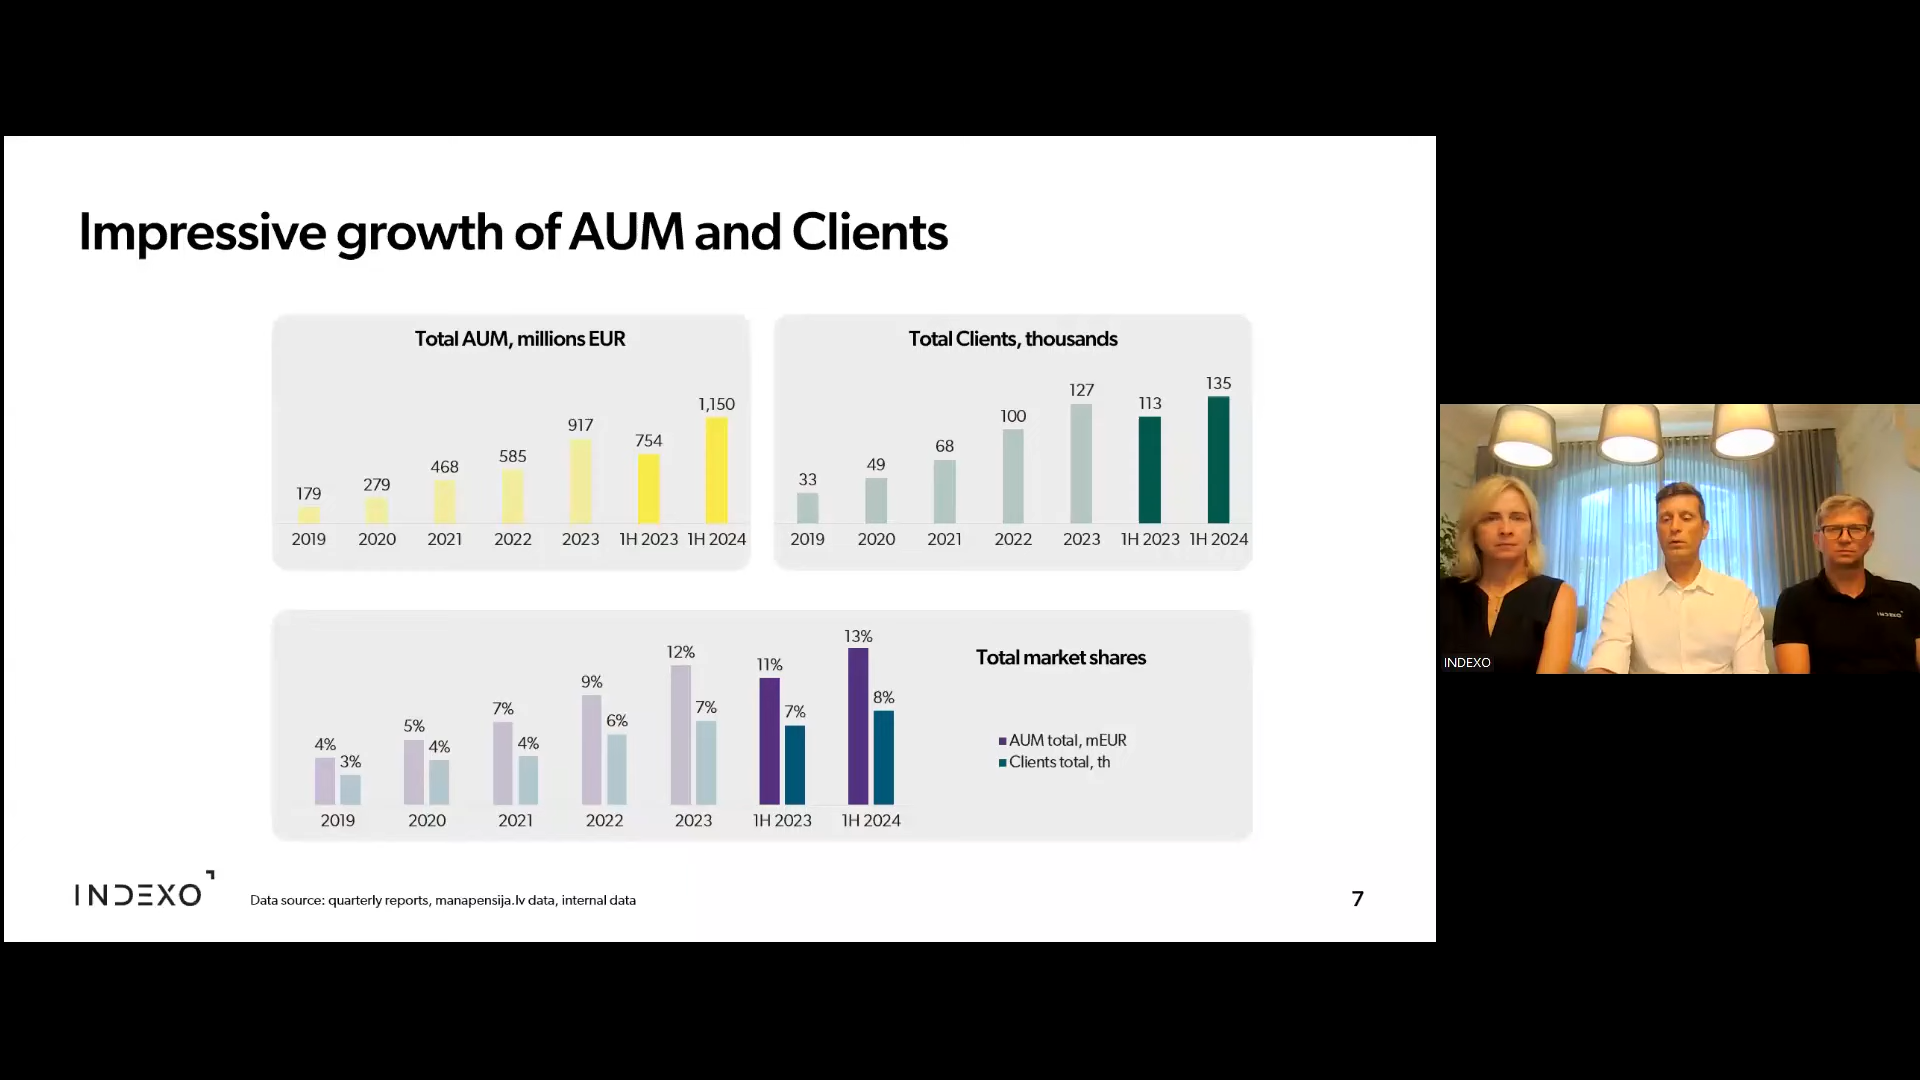 Impressive growth of AUM and Clients
Total AUM, millions EUR
179 279 468 585 917 754 1,150
2019 2020 2021 2022 2023 1H 2023 1H 2024
Total Clients, thousands
33 49 68 100 127 113 135
2019 2020 2021 2022 2023 1H 2023 1H 2024
Total market shares
4% 3% 5% 4% 7% 4% 9% 6% 12% 7% 11% 7% 13% 8%
2019 2020 2021 2022 2023 1H 2023 1H 2024
AUM total, mEUR
Clients total, th
INDEXO
Data source: quarterly reports, manapensija.lv data, internal data
7
INDEXO
INDEXO